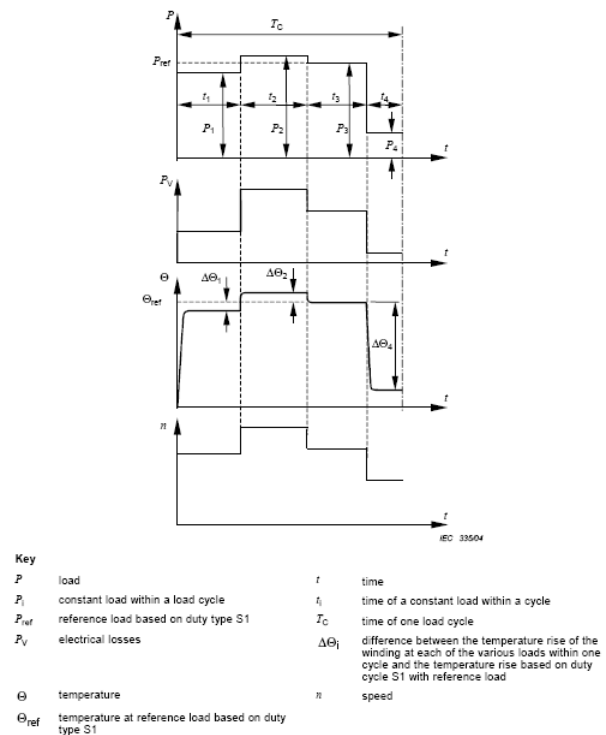 P
T_C
P_ref
t_1 t_2 t_3 t_4
P_1 P_2 P_3 P_4
t
P_V
t
Θ ΔΘ_1 ΔΘ_2
Θ_ref
ΔΘ_4
t
n
t
IEC 335/04
Key
P load
P_i constant load within a load cycle
P_ref reference load based on duty type S1
P_V electrical losses
Θ temperature
Θ_ref temperature at reference load based on duty
type S1
t time
t_i time of a constant load within a cycle
T_C time of one load cycle
ΔΘ_i difference between the temperature rise of the
winding at each of the various loads within one
cycle and the temperature rise based on duty
cycle S1 with reference load
n speed